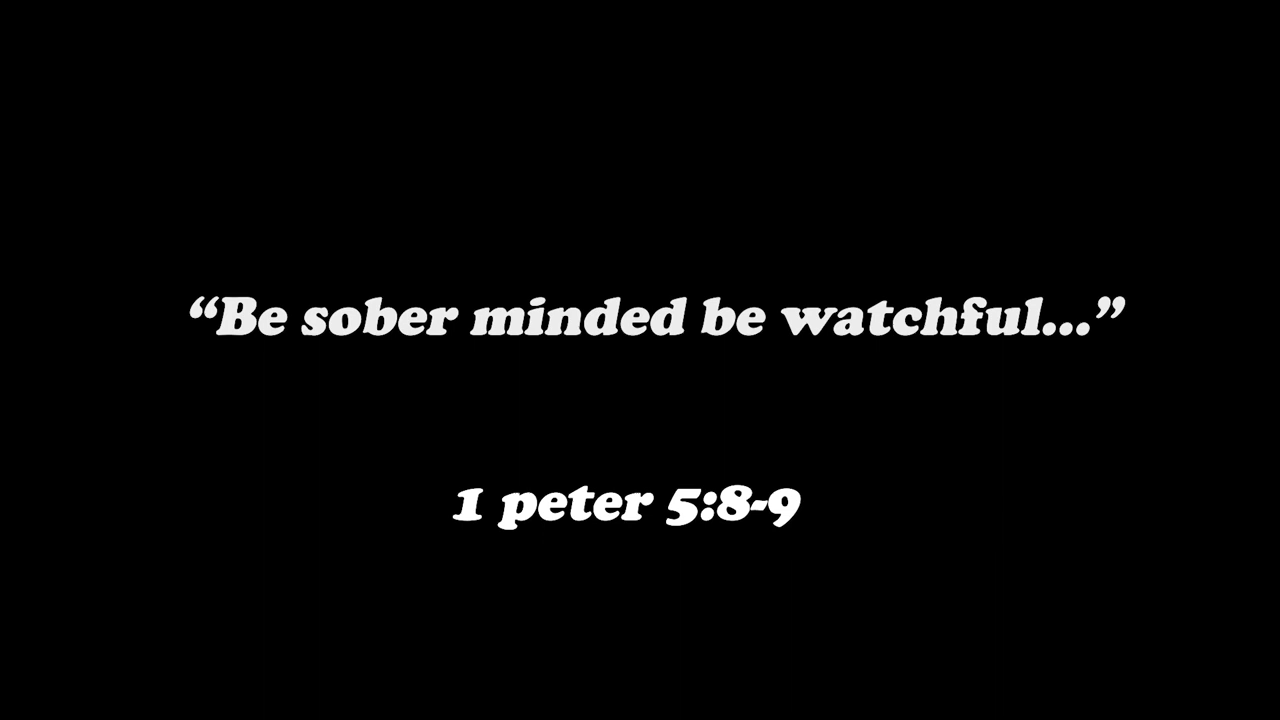 “Be sober minded be watchful...”
1 peter 5:8-9